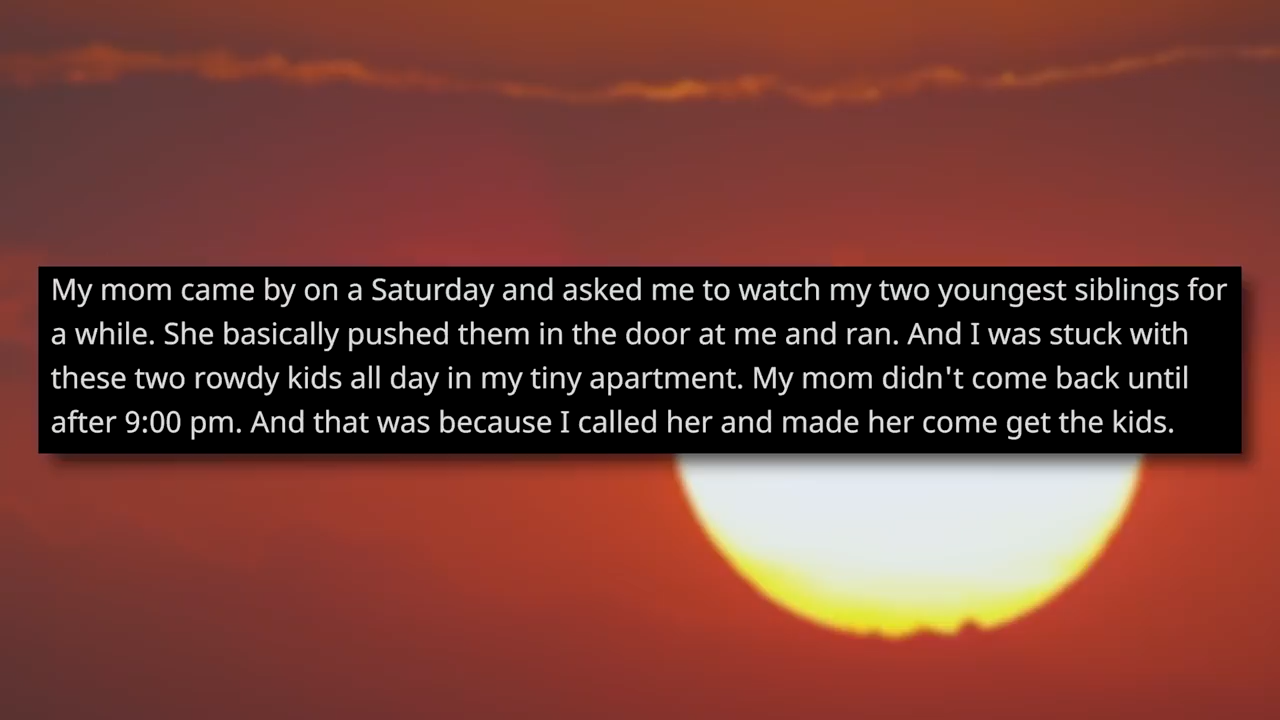 My mom came by on a Saturday and asked me to watch my two youngest siblings for
a while. She basically pushed them in the door at me and ran. And I was stuck with
these two rowdy kids all day in my tiny apartment. My mom didn't come back until
after 9:00 pm. And that was because I called her and made her come get the kids.